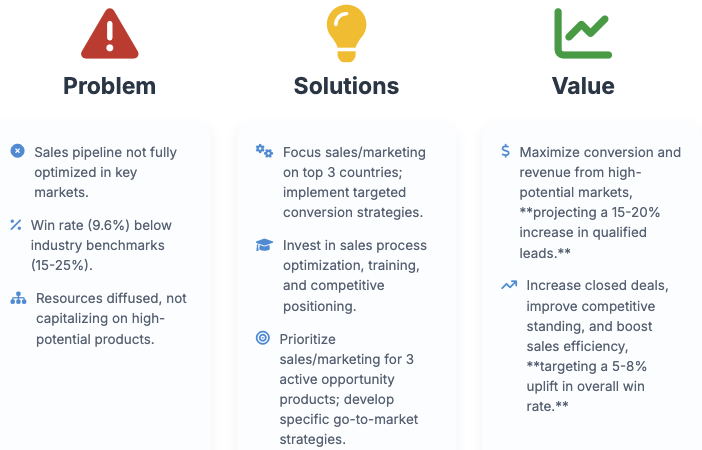 Problem
Sales pipeline not fully
optimized in key
markets.
Win rate (9.6%) below
industry benchmarks
(15-25%).
Resources diffused, not
capitalizing on high-
potential products.
Solutions
Focus sales/marketing
on top 3 countries;
implement targeted
conversion strategies.
Invest in sales process
optimization, training,
and competitive
positioning.
Prioritize
sales/marketing for 3
active opportunity
products; develop
specific go-to-market
strategies.
Value
Maximize conversion and
revenue from high-
potential markets,
**projecting a 15-20%
increase in qualified
leads.**
Increase closed deals,
improve competitive
standing, and boost
sales efficiency,
**targeting a 5-8%
uplift in overall win
rate.**